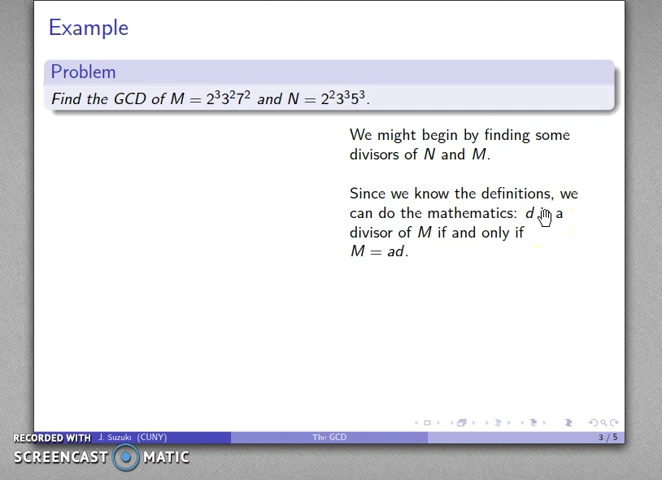 Example
Problem
Find the GCD of M = 2³3²7² and N = 2²3³5³.
We might begin by finding some
divisors of N and M.
Since we know the definitions, we
can do the mathematics: d a
divisor of M if and only if
M = ad.
RECORDED WITH J. Suzuki (CUNY) The GCD 3 / 5
SCREENCAST MATIC